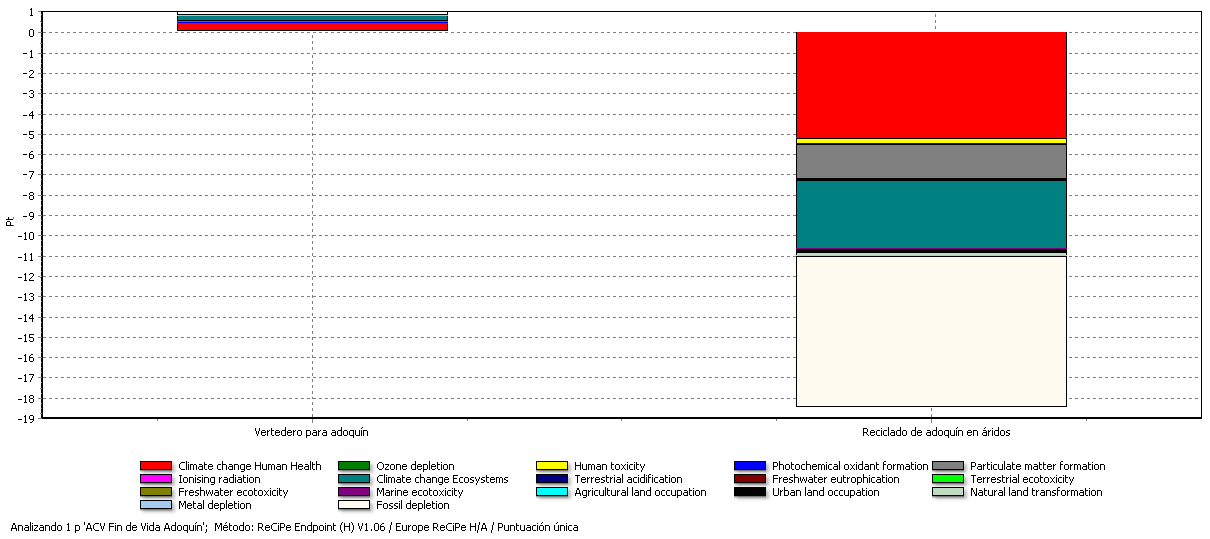 1
0
-1
-2
-3
-4
-5
-6
-7
-8
-9
-10
-11
-12
-13
-14
-15
-16
-17
-18
-19
Pt
Vertedero para adoquín
Reciclado de adoquín en áridos
Climate change Human Health
Ozone depletion
Human toxicity
Photochemical oxidant formation
Particulate matter formation
Ionising radiation
Climate change Ecosystems
Terrestrial acidification
Freshwater eutrophication
Terrestrial ecotoxicity
Freshwater ecotoxicity
Marine ecotoxicity
Agricultural land occupation
Urban land occupation
Natural land transformation
Metal depletion
Fossil depletion
Analizando 1 p 'ACV Fin de Vida Adoquín'; Método: ReCiPe Endpoint (H) V1.06 / Europe ReCiPe H/A / Puntuación única